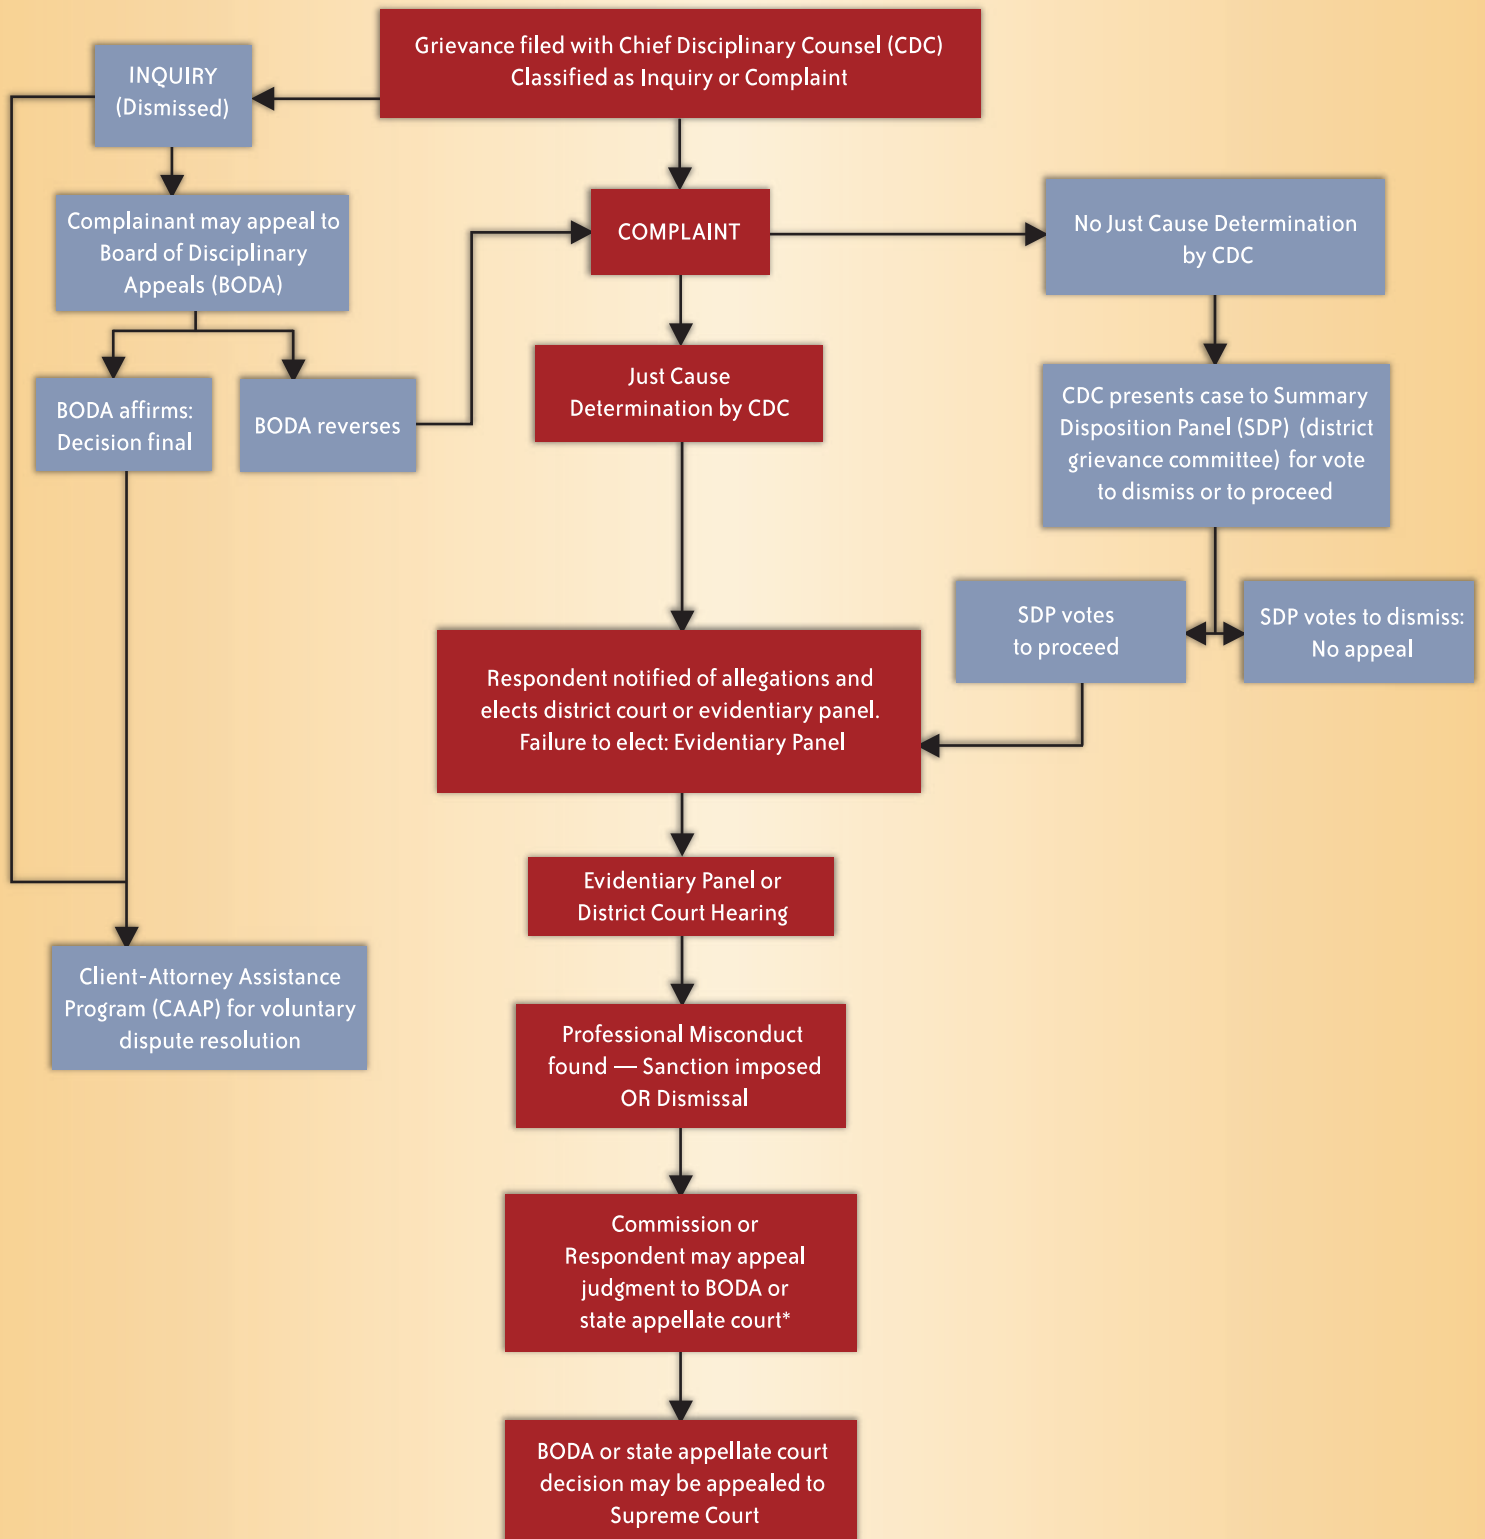 Grievance filed with Chief Disciplinary Counsel (CDC)
Classified as Inquiry or Complaint
INQUIRY
(Dismissed)
Complainant may appeal to
Board of Disciplinary
Appeals (BODA)
BODA affirms:
Decision final
BODA reverses
COMPLAINT
No Just Cause Determination
by CDC
Just Cause
Determination by CDC
CDC presents case to Summary
Disposition Panel (SDP) (district
grievance committee) for vote
to dismiss or to proceed
SDP votes
to proceed
SDP votes to dismiss:
No appeal
Respondent notified of allegations and
elects district court or evidentiary panel.
Failure to elect: Evidentiary Panel
Evidentiary Panel or
District Court Hearing
Client-Attorney Assistance
Program (CAAP) for voluntary
dispute resolution
Professional Misconduct
found — Sanction imposed
OR Dismissal
Commission or
Respondent may appeal
judgment to BODA or
state appellate court*
BODA or state appellate court
decision may be appealed to
Supreme Court